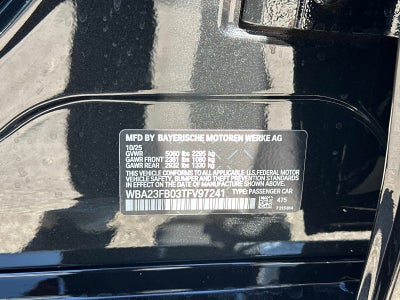 MFD BY BAYERISCHE MOTOREN WERKE AG
10/25
GVWR 5060 lbs 2295 kg
GAWR FRONT 2381 lbs 1080 kg
GAWR REAR 2932 lbs 1330 kg
THIS VEHICLE CONFORMS TO ALL APPLICABLE U.S.FEDERAL MOTOR
VEHICLE SAFETY, BUMPER AND THEFT PREVENTION STANDARDS
IN EFFECT ON THE DATE OF MANUFACTURE SHOWN ABOVE.
WBA23FB03TFV97241 TYPE: PASSENGER CAR
475